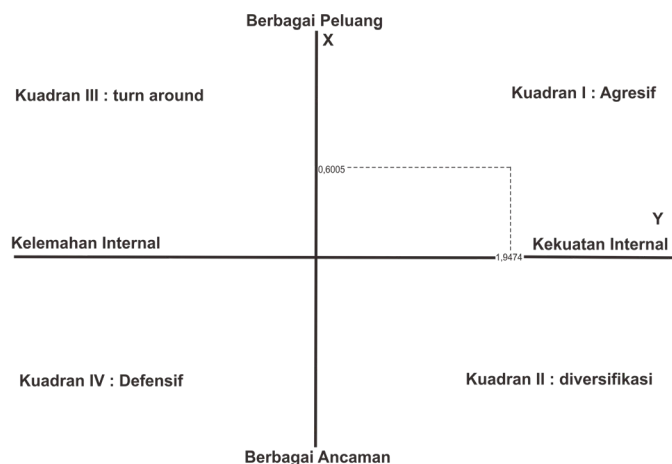 Berbagai Peluang
X
Kuadran III : turn around
Kuadran I : Agresif
0,6005
Y
Kelemahan Internal
Kekuatan Internal
1,9474
Kuadran IV : Defensif
Kuadran II : diversifikasi
Berbagai Ancaman